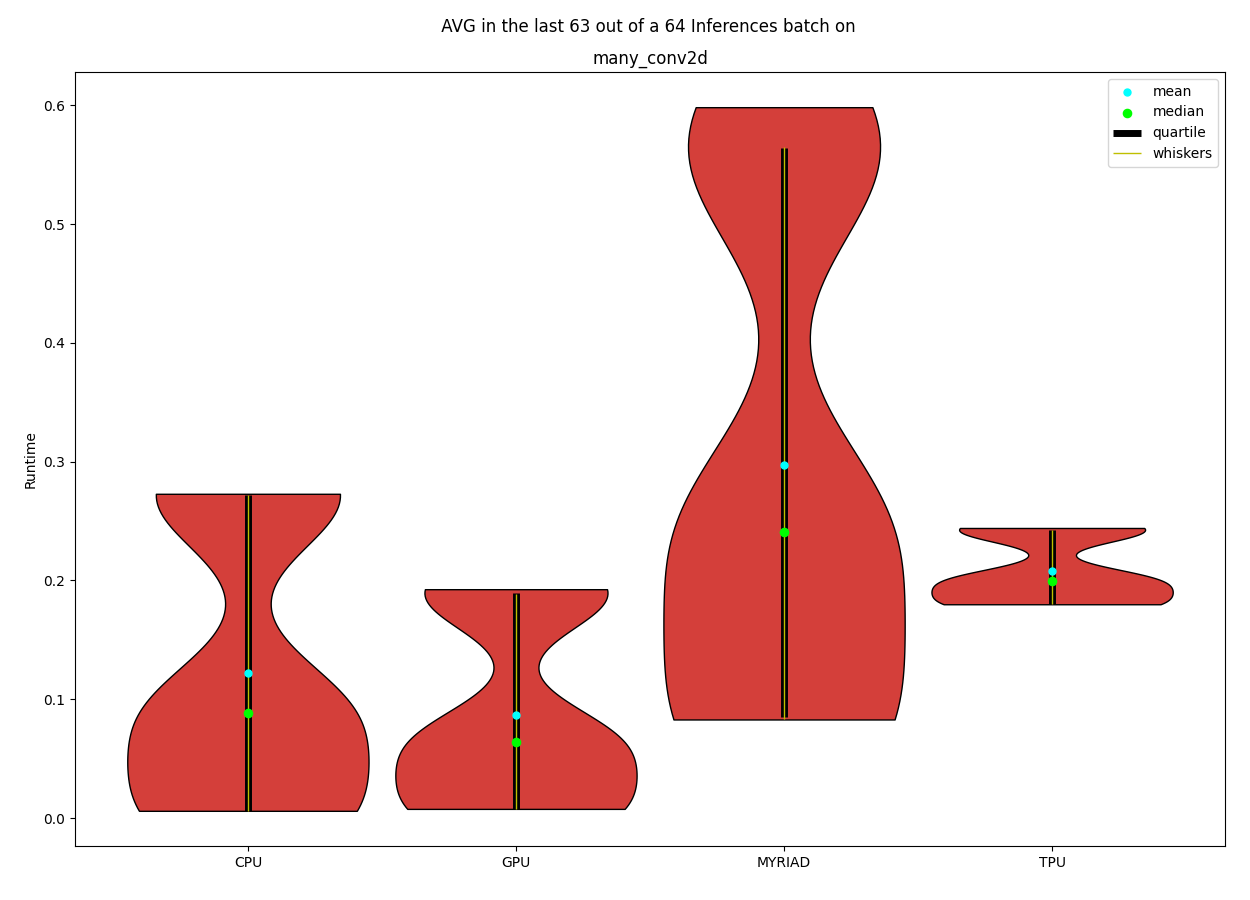 AVG in the last 63 out of a 64 Inferences batch on
many_conv2d
mean
median
quartile
whiskers
Runtime
0.6
0.5
0.4
0.3
0.2
0.1
0.0
CPU GPU MYRIAD TPU